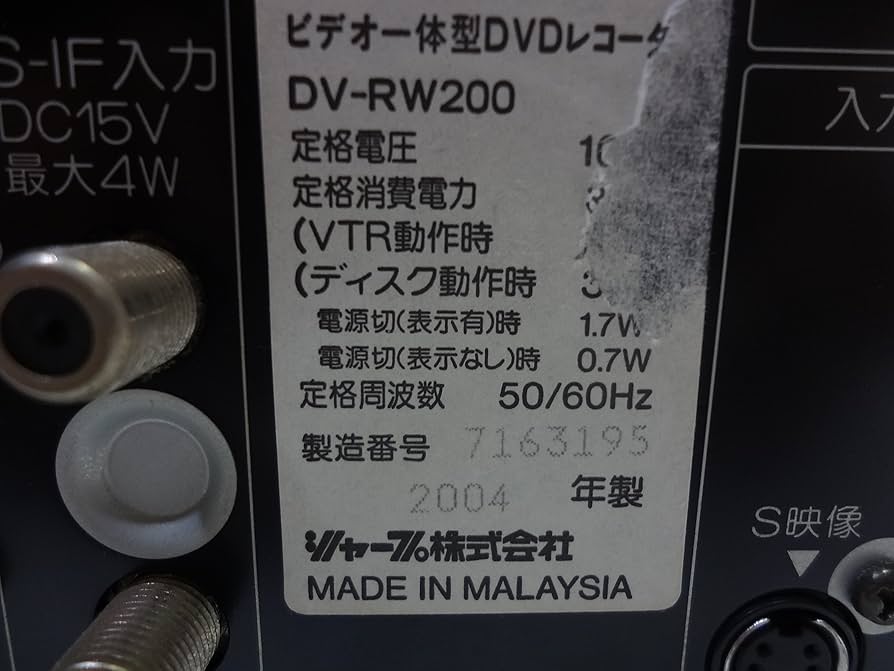 S-IF入力
DC15V
最大4W
ビデオ一体型DVDレコーダ
DV-RW200
定格電圧
定格消費電力
(VTR動作時
(ディスク動作時
電源切(表示有)時 1.7W
電源切(表示なし)時 0.7W
定格周波数 50/60Hz
製造番号 7163195
2004 年製
シャープ株式会社
MADE IN MALAYSIA
S映像